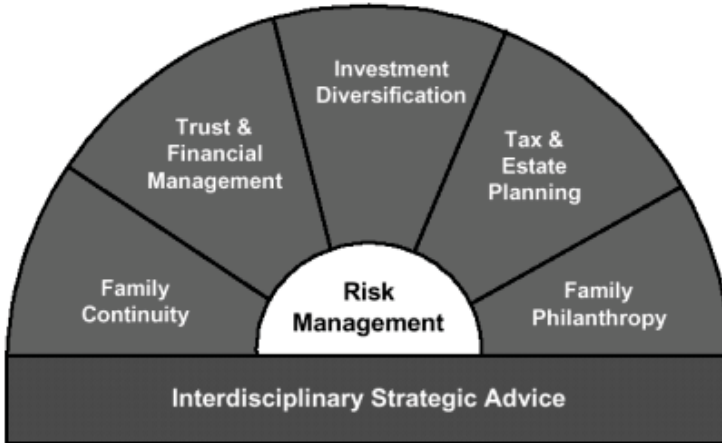 Investment
Diversification
Trust &
Financial
Management
Tax &
Estate
Planning
Family
Continuity
Risk
Management
Family
Philanthropy
Interdisciplinary Strategic Advice